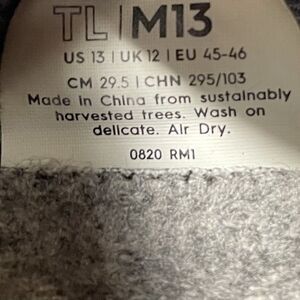 TL | M13
US 13 | UK 12 | EU 45-46
CM 29.5 | CHN 295/103
Made in China from sustainably
harvested trees. Wash on
delicate. Air Dry.
0820 RM1